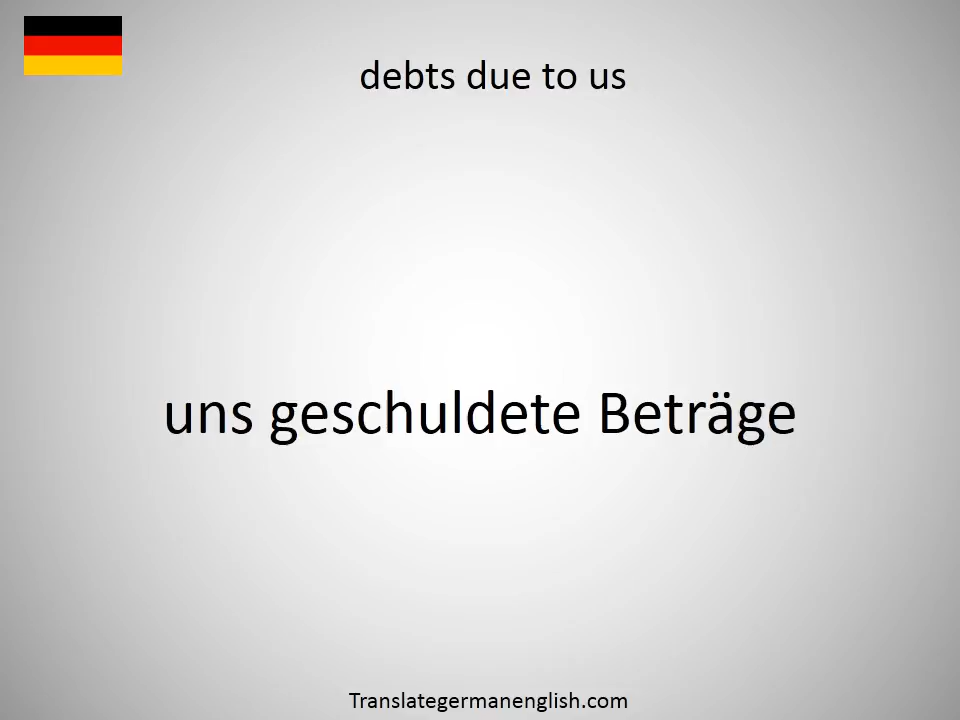 debts due to us
uns geschuldete Beträge
Translategermanenglish.com